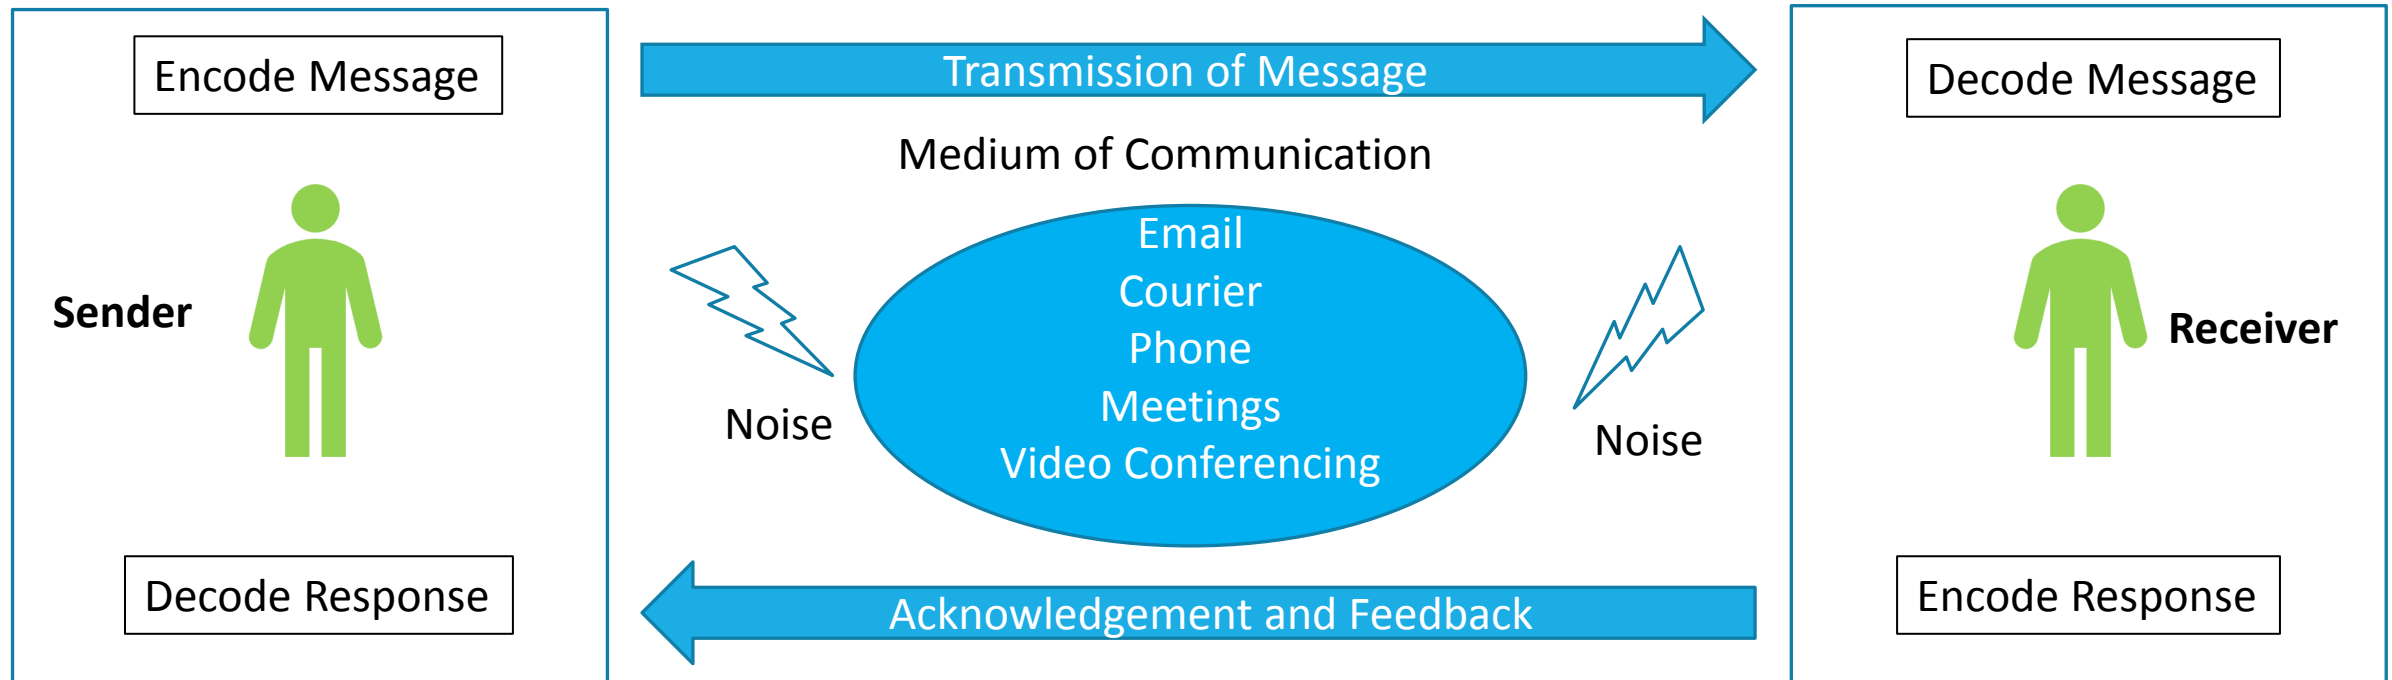 Encode Message
Transmission of Message
Decode Message
Medium of Communication
Email
Courier
Phone
Meetings
Video Conferencing
Sender
Receiver
Noise
Noise
Decode Response
Acknowledgement and Feedback
Encode Response